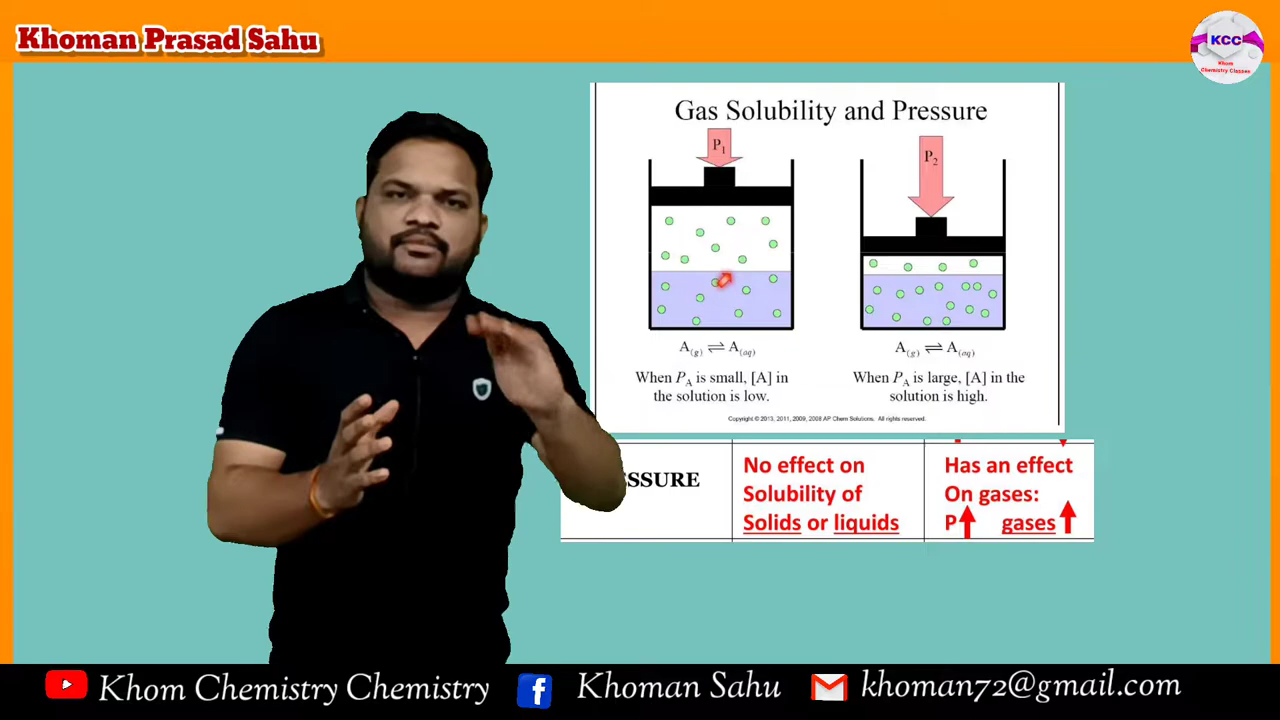 Khoman Prasad Sahu
KCC
Khom
Chemistry Classes
Gas Solubility and Pressure
P1
P2
A(g) ⇌ A(aq)
A(g) ⇌ A(aq)
When PA is small, [A] in
the solution is low.
When PA is large, [A] in the
solution is high.
Copyright © 2013, 2011, 2009, 2008 AP Chem Solutions. All rights reserved.
SSURE
No effect on
Solubility of
Solids or liquids
Has an effect
On gases:
P↑ gases↑
Khom Chemistry Chemistry
Khoman Sahu
khoman72@gmail.com